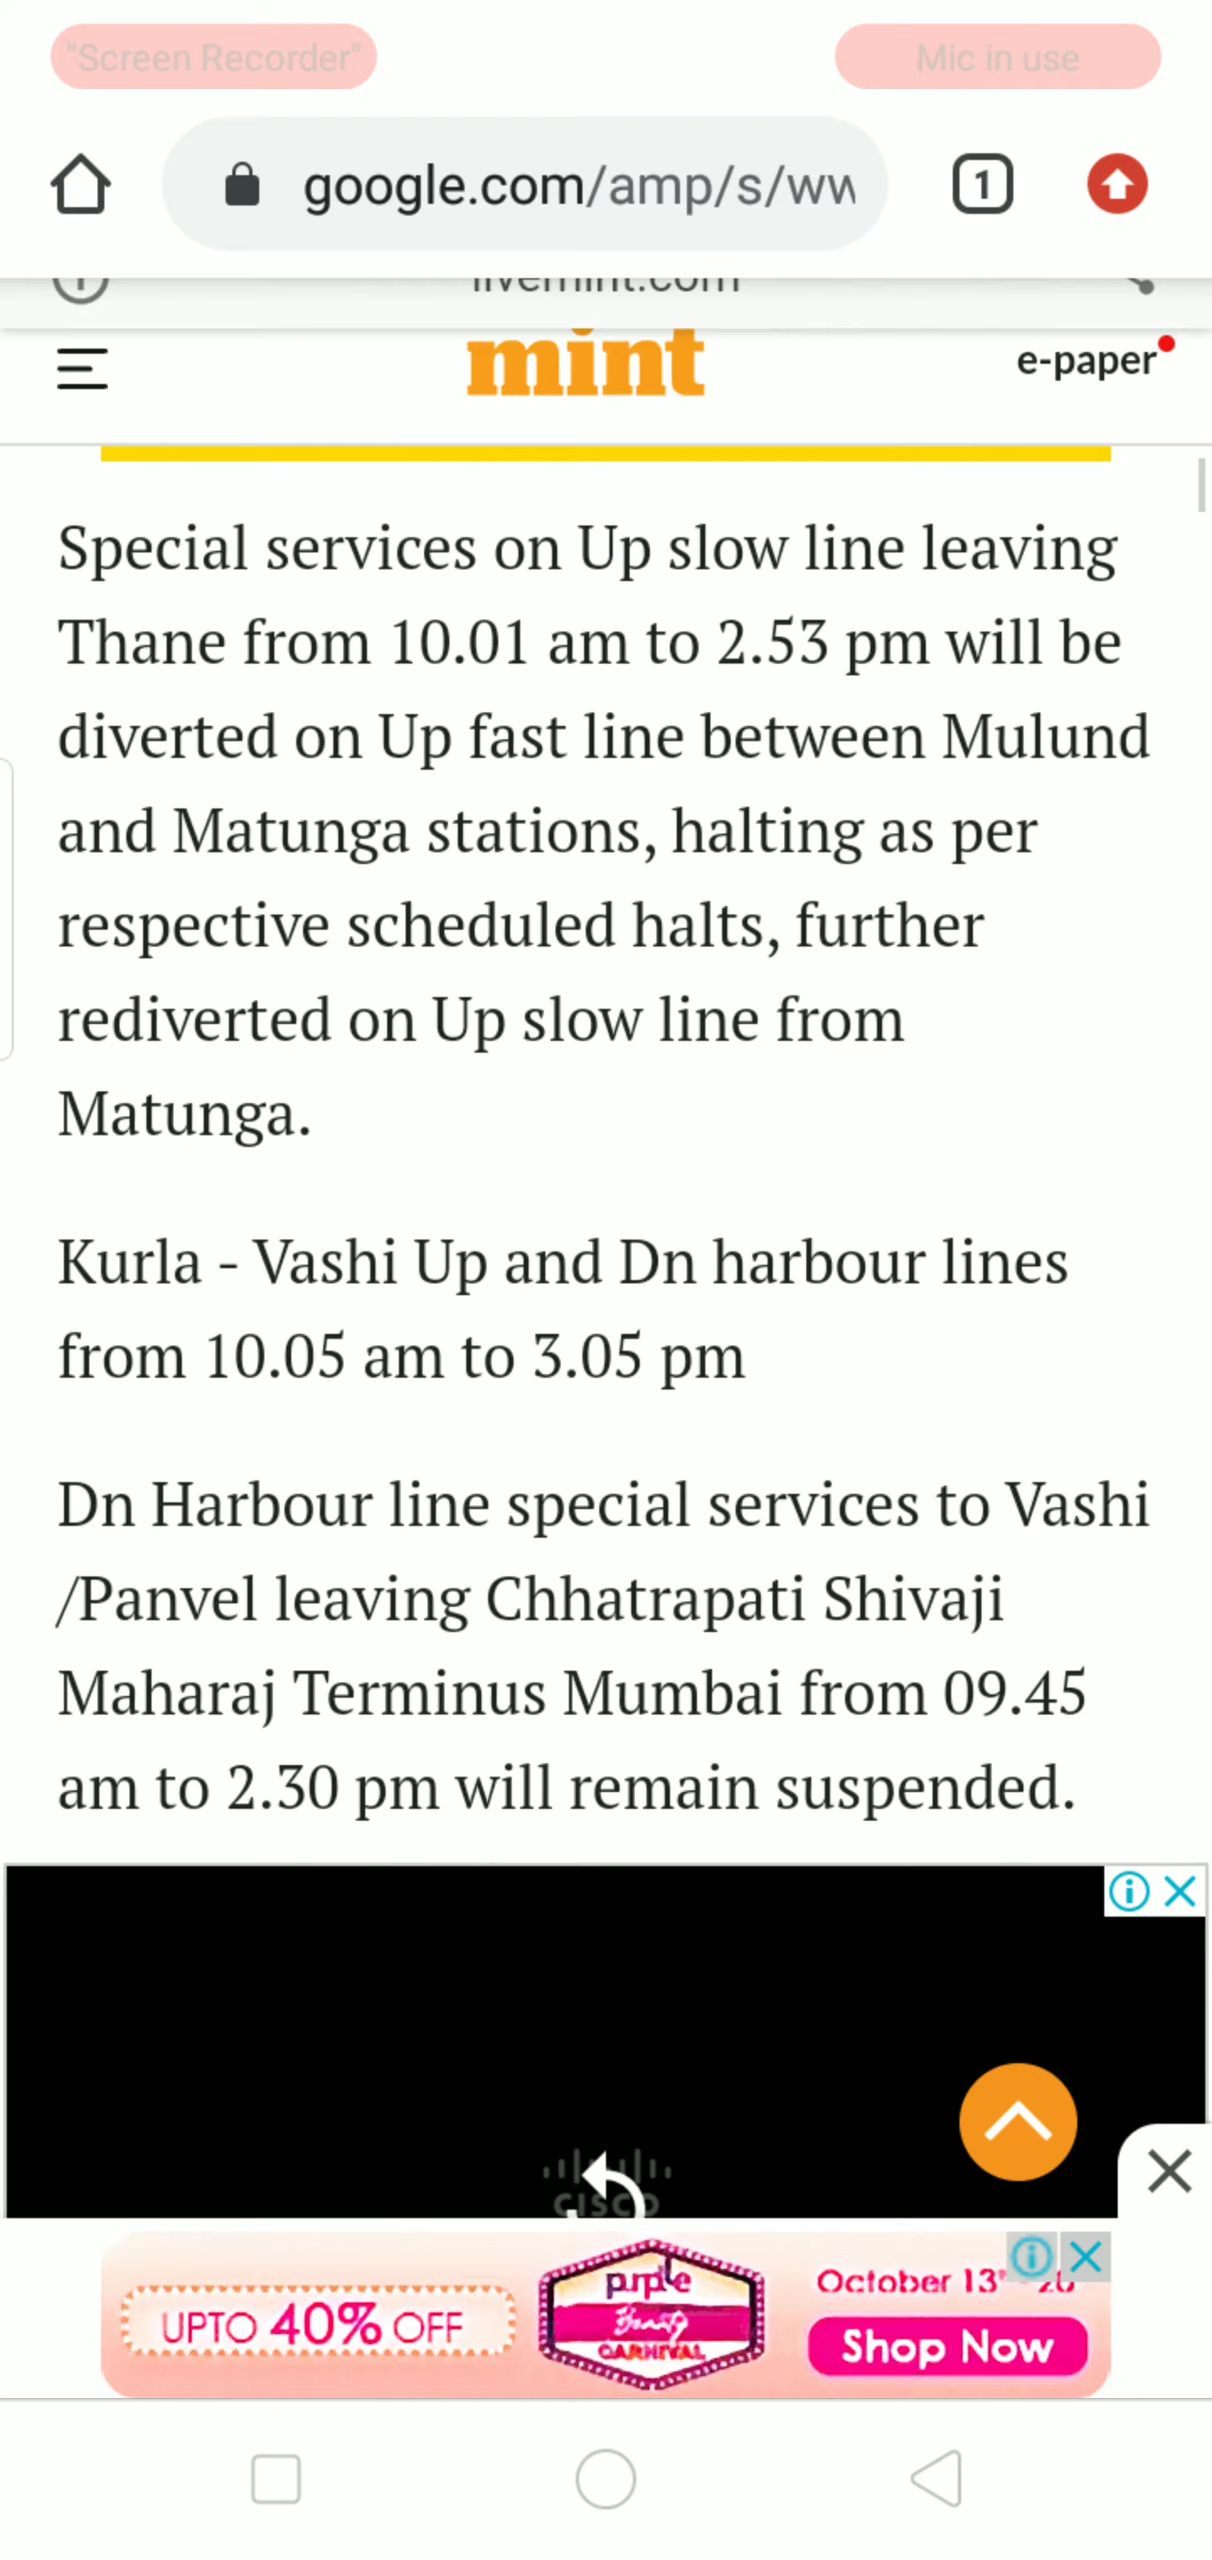 "Screen Recorder"
Mic in use
google.com/amp/s/ww
1
livemint.com
mint
e-paper
Special services on Up slow line leaving
Thane from 10.01 am to 2.53 pm will be
diverted on Up fast line between Mulund
and Matunga stations, halting as per
respective scheduled halts, further
rediverted on Up slow line from
Matunga.
Kurla - Vashi Up and Dn harbour lines
from 10.05 am to 3.05 pm
Dn Harbour line special services to Vashi
/Panvel leaving Chhatrapati Shivaji
Maharaj Terminus Mumbai from 09.45
am to 2.30 pm will remain suspended.
CISCO
UPTO 40% OFF
purplle
Beauty
CARNIVAL
October 13
Shop Now